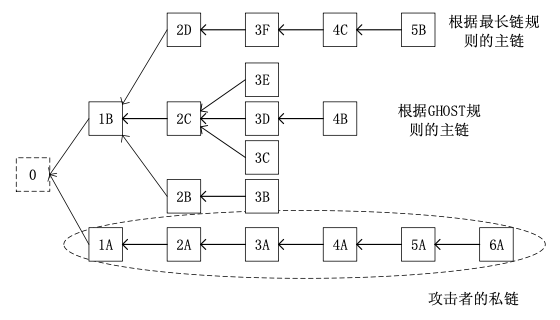 2D 3F 4C 5B
根据最长链规
则的主链
3E
1B 2C 3D 4B
根据GHOST规
则的主链
3C
0
2B 3B
1A 2A 3A 4A 5A 6A
攻击者的私链